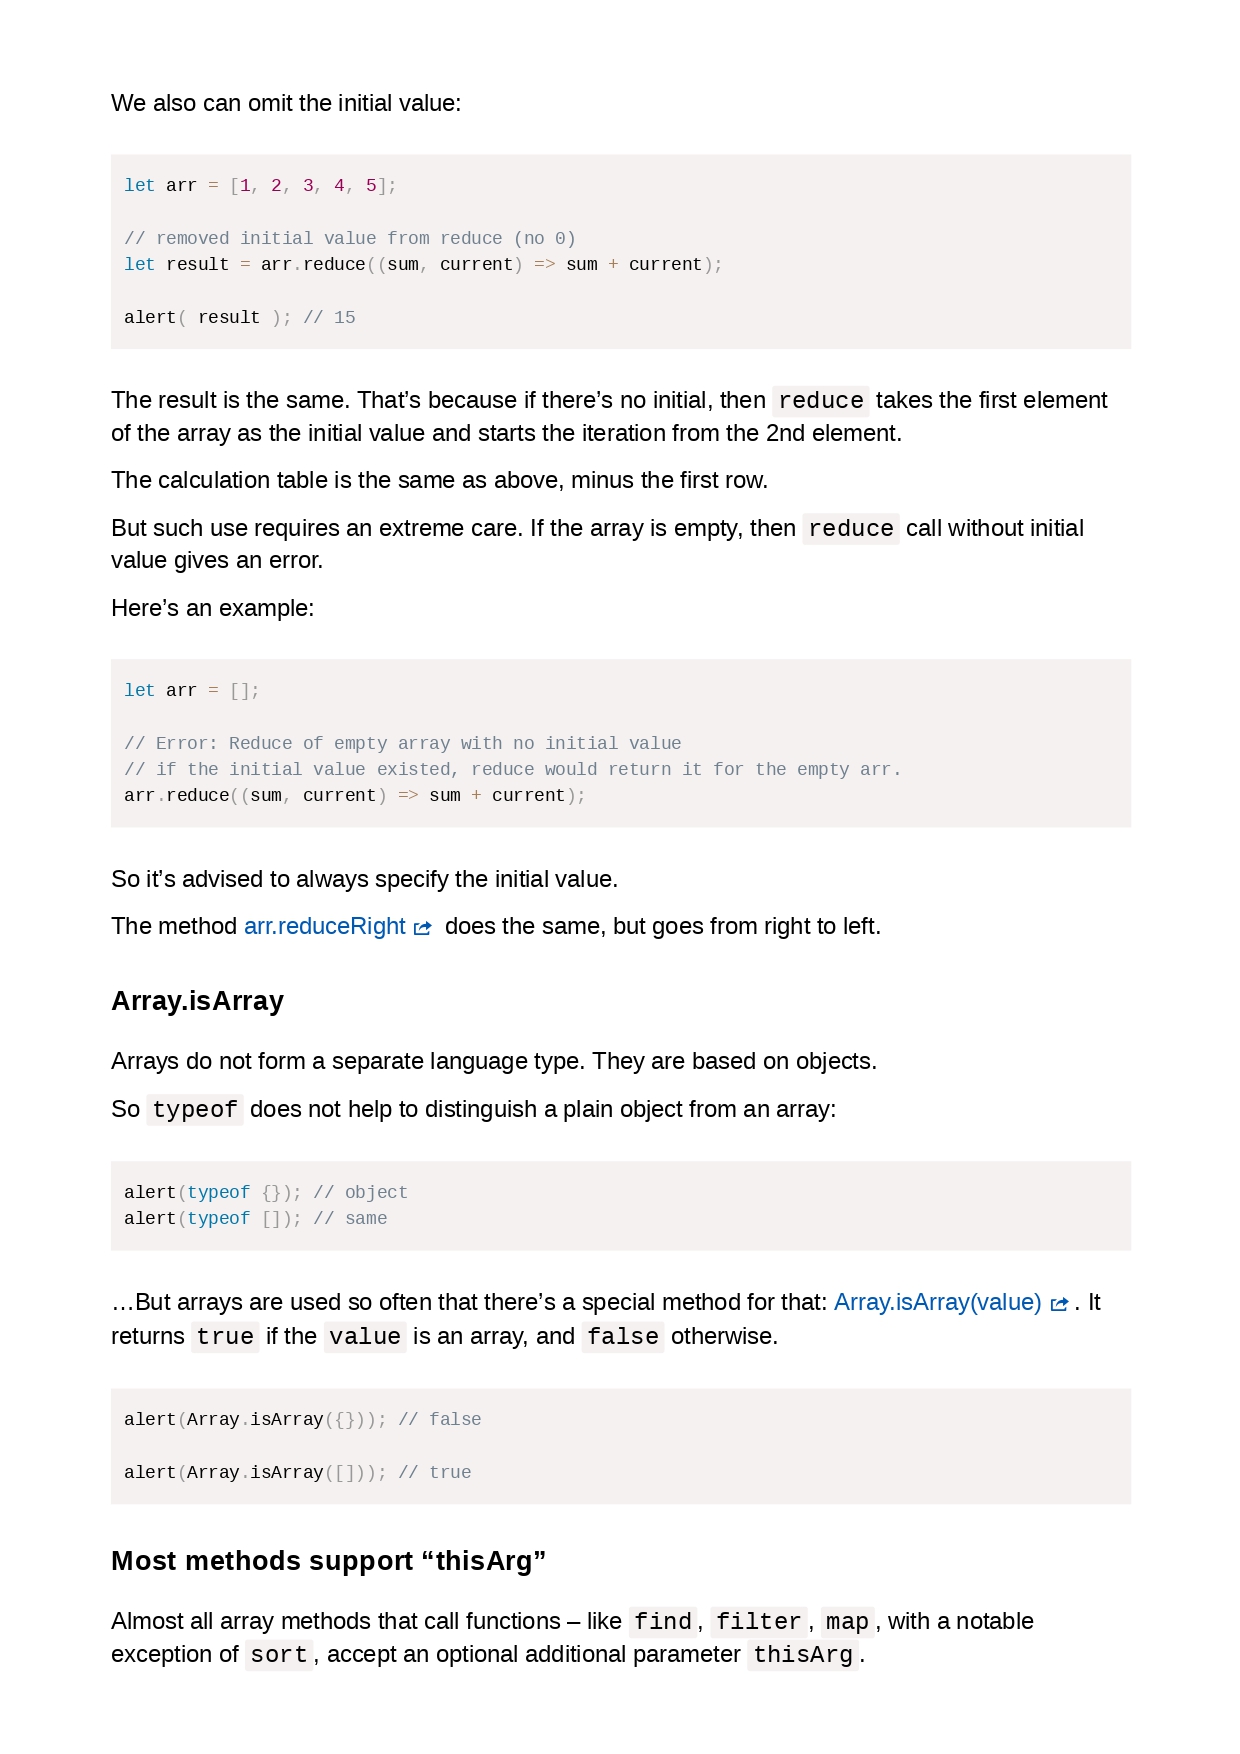 We also can omit the initial value:
let arr = [1, 2, 3, 4, 5];
// removed initial value from reduce (no 0)
let result = arr.reduce((sum, current) => sum + current);
alert( result ); // 15
The result is the same. That’s because if there’s no initial, then reduce takes the first element
of the array as the initial value and starts the iteration from the 2nd element.
The calculation table is the same as above, minus the first row.
But such use requires an extreme care. If the array is empty, then reduce call without initial
value gives an error.
Here’s an example:
let arr = [];
// Error: Reduce of empty array with no initial value
// if the initial value existed, reduce would return it for the empty arr.
arr.reduce((sum, current) => sum + current);
So it’s advised to always specify the initial value.
The method arr.reduceRight does the same, but goes from right to left.
Array.isArray
Arrays do not form a separate language type. They are based on objects.
So typeof does not help to distinguish a plain object from an array:
alert(typeof {}); // object
alert(typeof []); // same
…But arrays are used so often that there’s a special method for that: Array.isArray(value) . It
returns true if the value is an array, and false otherwise.
alert(Array.isArray({})); // false
alert(Array.isArray([])); // true
Most methods support “thisArg”
Almost all array methods that call functions – like find, filter, map, with a notable
exception of sort, accept an optional additional parameter thisArg.